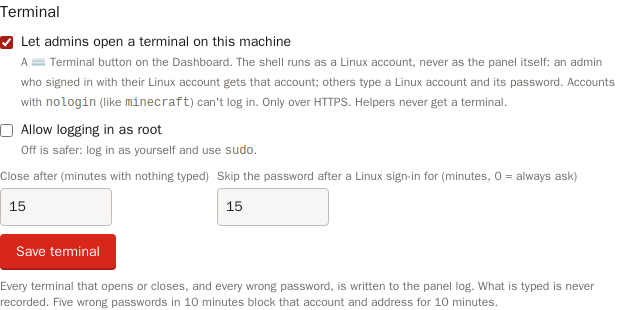 Terminal
Let admins open a terminal on this machine
A ⌨️ Terminal button on the Dashboard. The shell runs as a Linux account, never as the panel itself: an admin
who signed in with their Linux account gets that account; others type a Linux account and its password. Accounts
with nologin (like minecraft) can't log in. Only over HTTPS. Helpers never get a terminal.
Allow logging in as root
Off is safer: log in as yourself and use sudo.
Close after (minutes with nothing typed) Skip the password after a Linux sign-in for (minutes, 0 = always ask)
15 15
Save terminal
Every terminal that opens or closes, and every wrong password, is written to the panel log. What is typed is never
recorded. Five wrong passwords in 10 minutes block that account and address for 10 minutes.